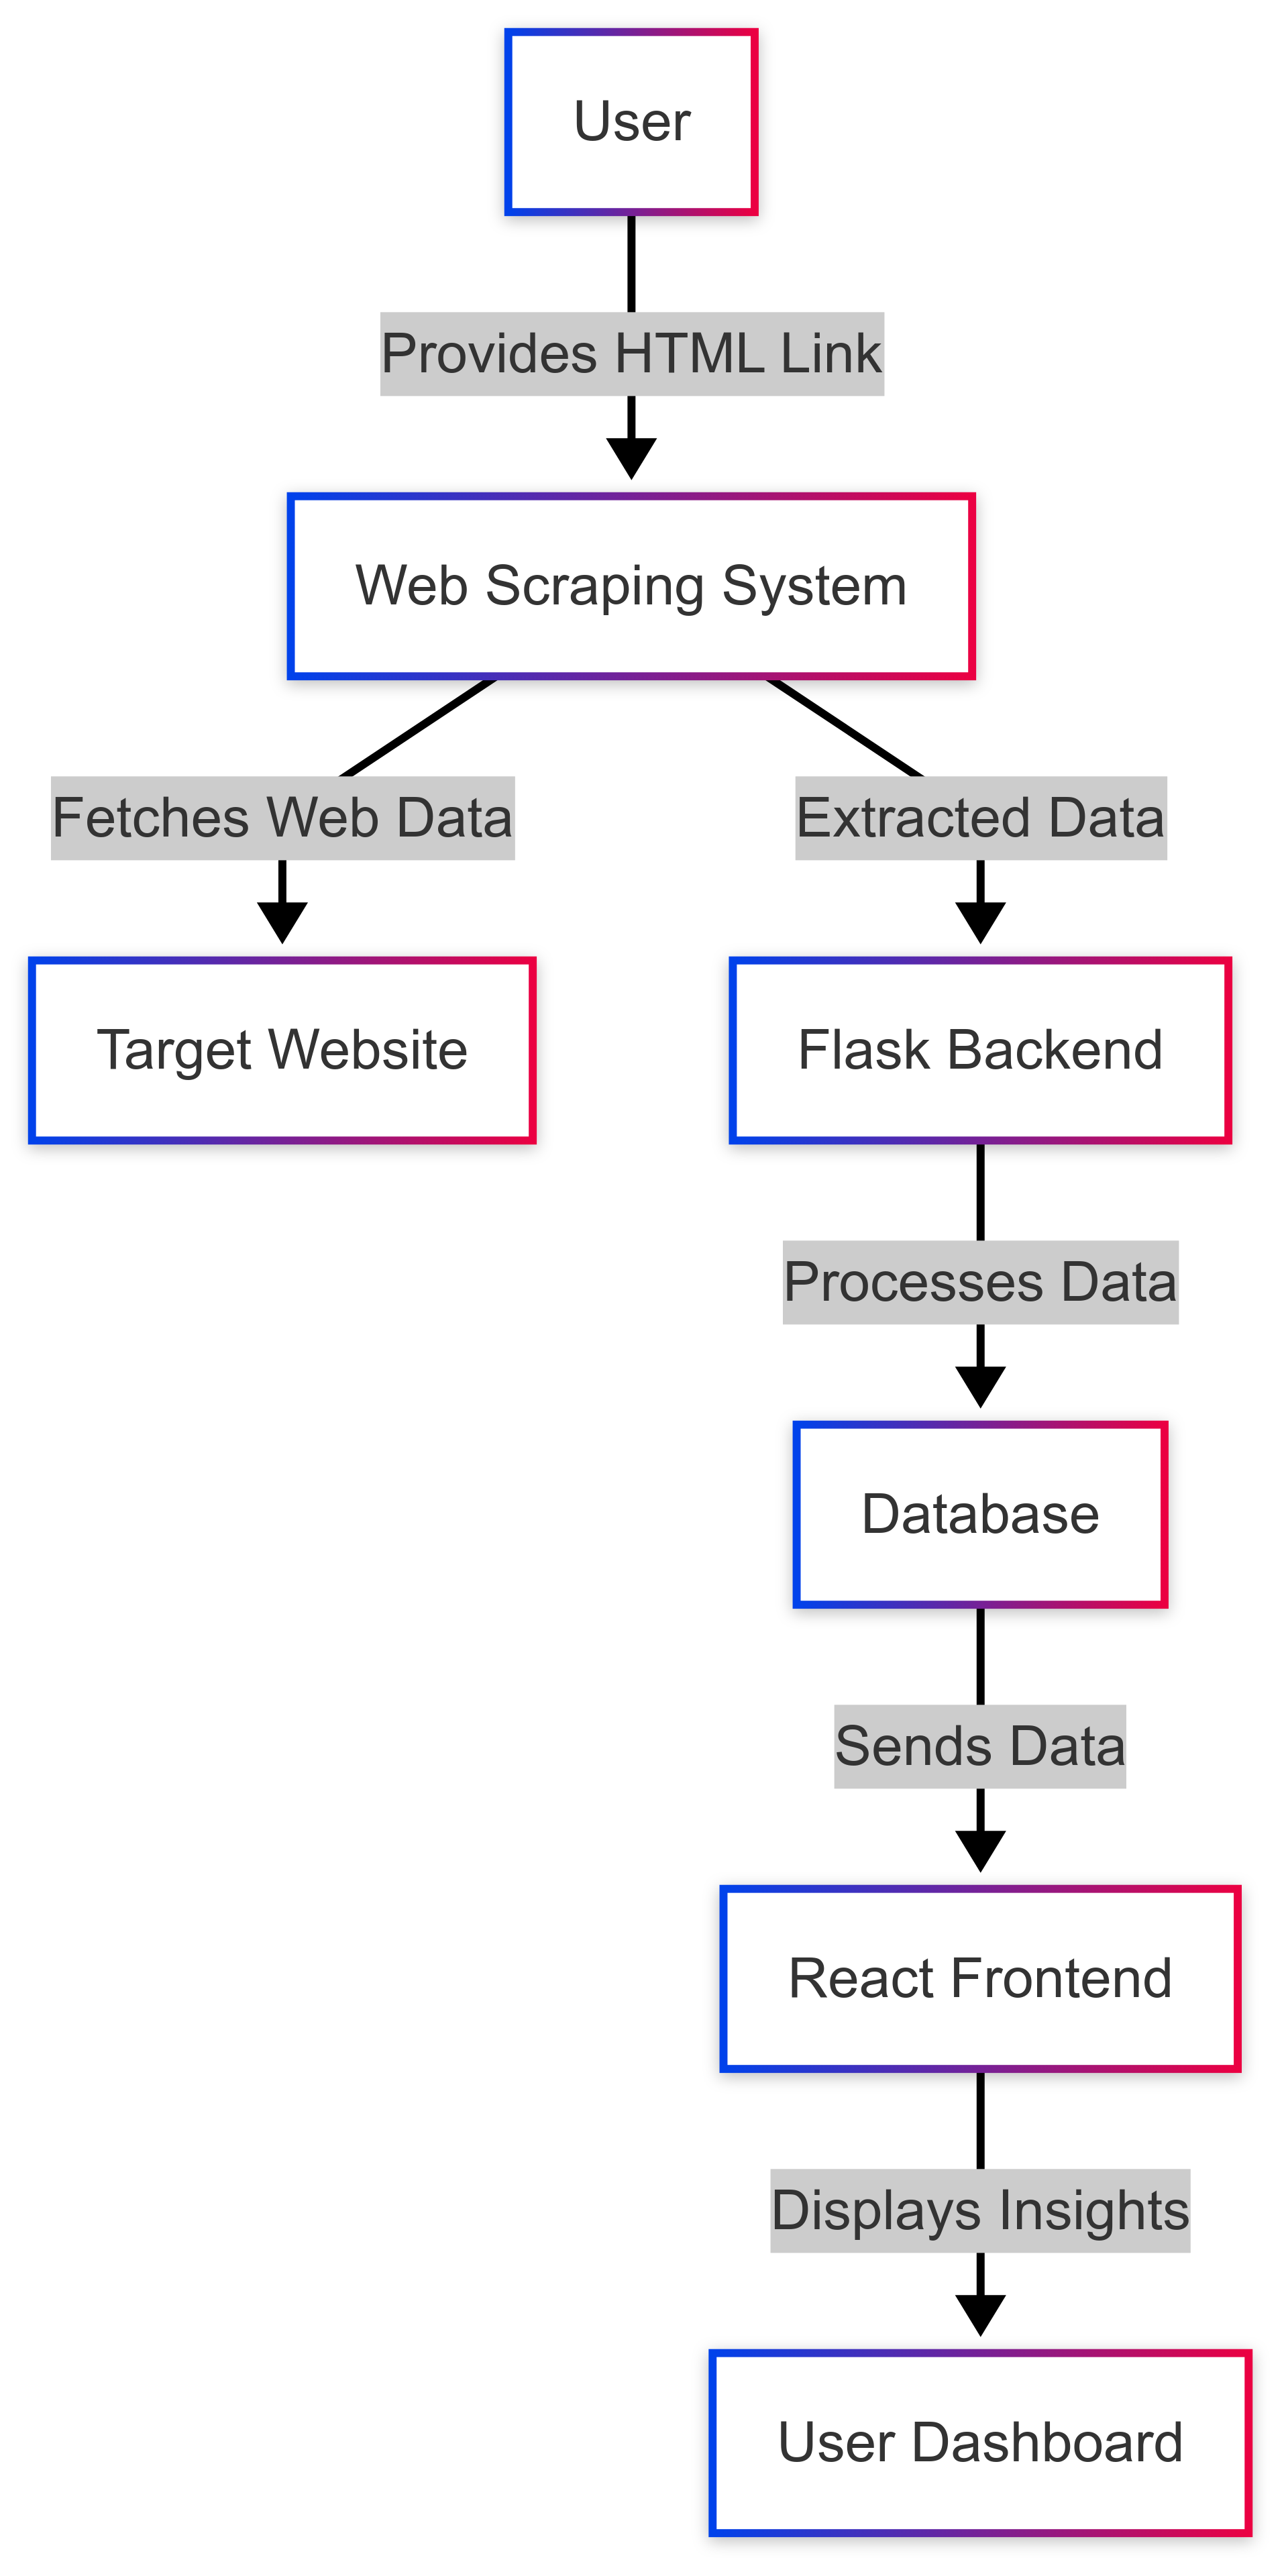 User
Provides HTML Link
Web Scraping System
Fetches Web Data
Extracted Data
Target Website
Flask Backend
Processes Data
Database
Sends Data
React Frontend
Displays Insights
User Dashboard